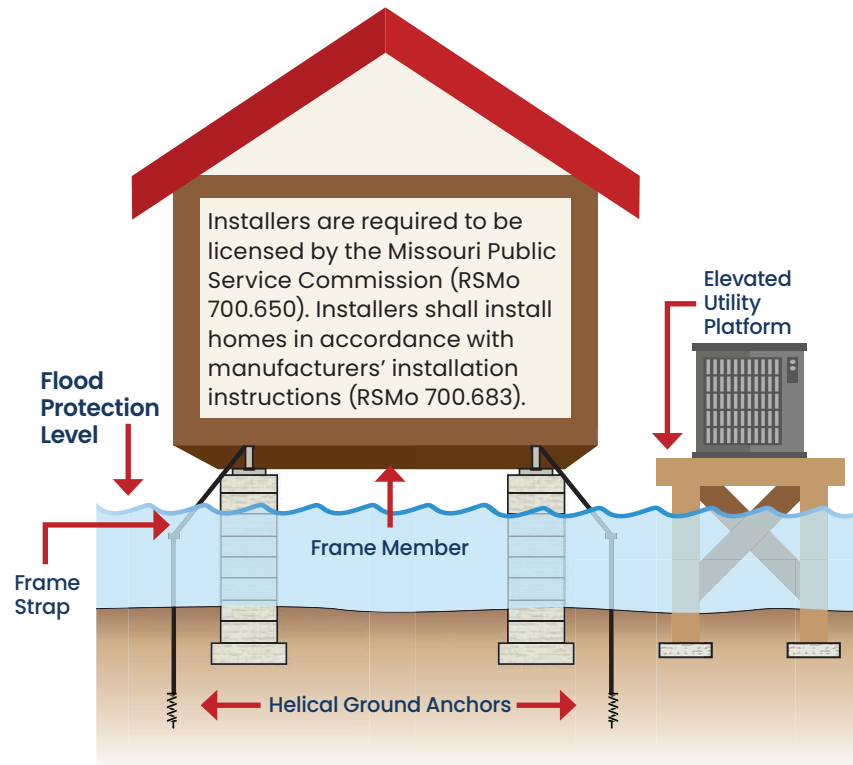 Installers are required to be
licensed by the Missouri Public
Service Commission (RSMo
700.650). Installers shall install
homes in accordance with
manufacturers’ installation
instructions (RSMo 700.683).
Elevated
Utility
Platform
Flood
Protection
Level
Frame Member
Frame
Strap
Helical Ground Anchors